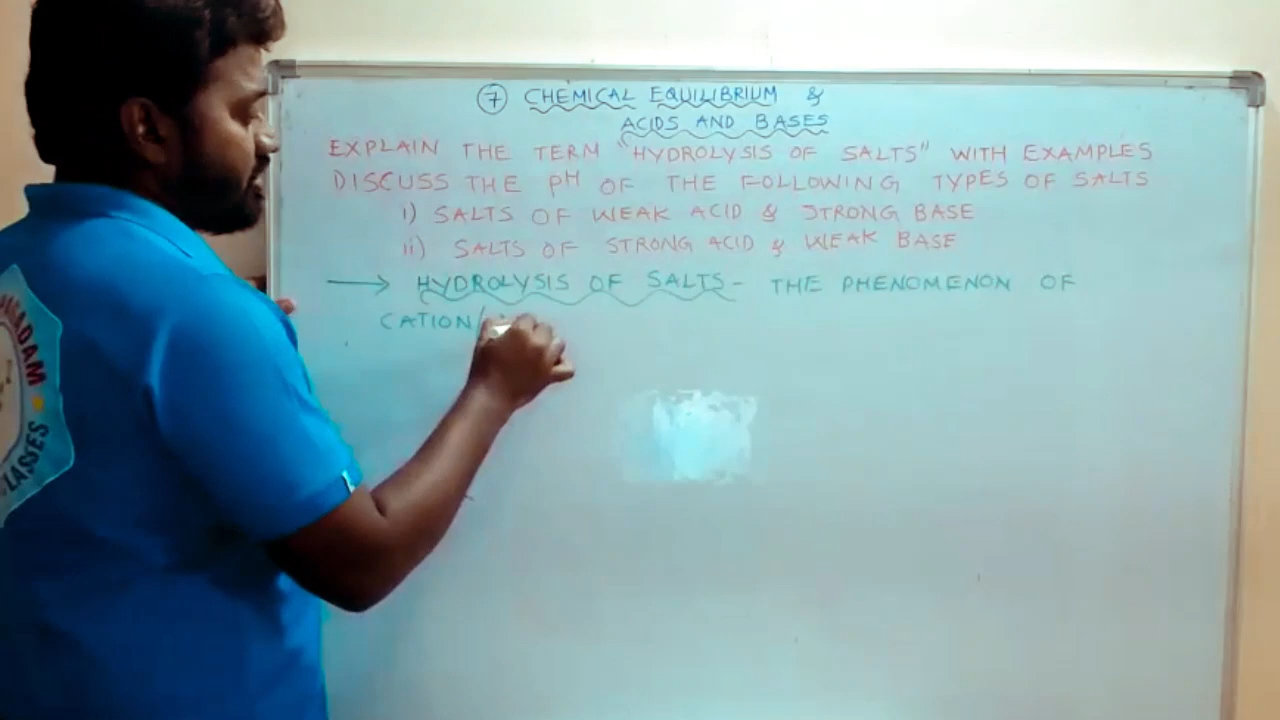 7 CHEMICAL EQUILIBRIUM &
ACIDS AND BASES
EXPLAIN THE TERM "HYDROLYSIS OF SALTS" WITH EXAMPLES
DISCUSS THE PH OF THE FOLLOWING TYPES OF SALTS
i) SALTS OF WEAK ACID & STRONG BASE
ii) SALTS OF STRONG ACID & WEAK BASE
→ HYDROLYSIS OF SALTS - THE PHENOMENON OF
CATION/
LASSES